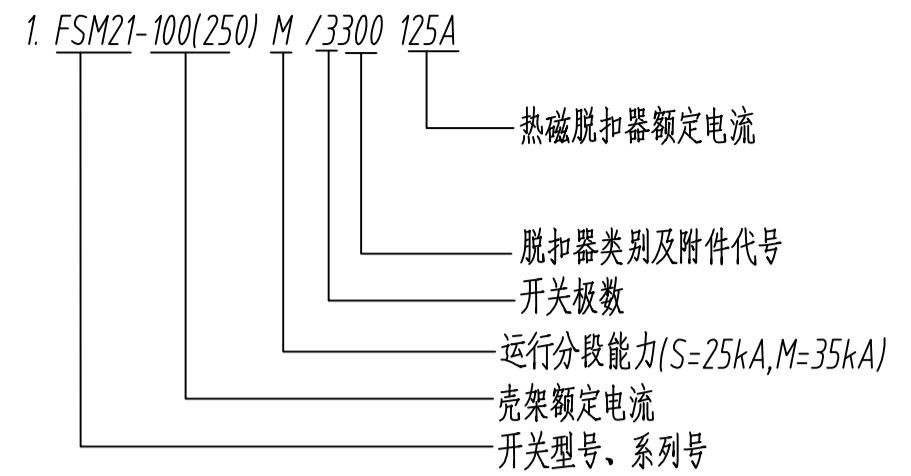 1. FSM21-100(250) M /3300 125A
热磁脱扣器额定电流
脱扣器类别及附件代号
开关极数
运行分段能力(S=25kA,M=35kA)
壳架额定电流
开关型号、系列号